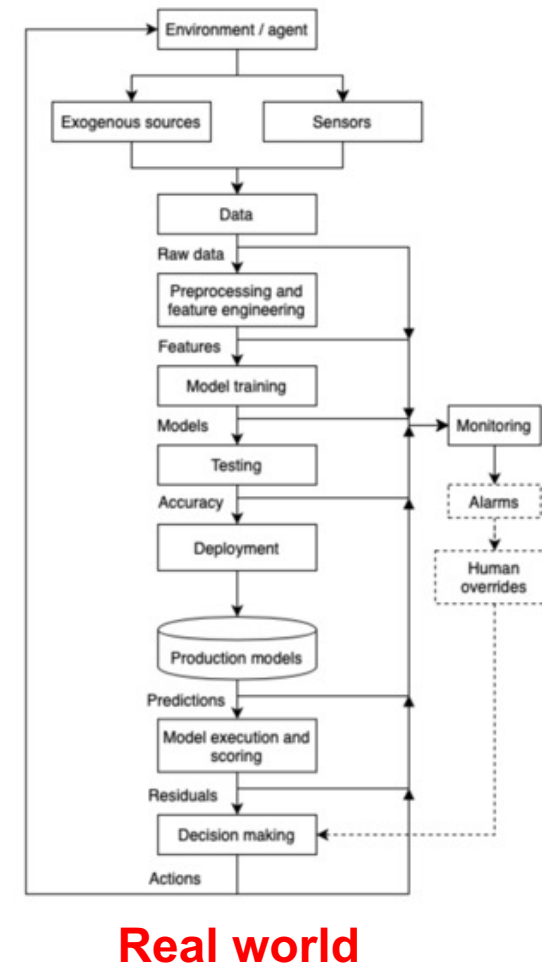 Environment / agent
Exogenous sources
Sensors
Data
Raw data
Preprocessing and
feature engineering
Features
Model training
Models
Monitoring
Testing
Accuracy
Alarms
Deployment
Human
overrides
Production models
Predictions
Model execution and
scoring
Residuals
Decision making
Actions
Real world